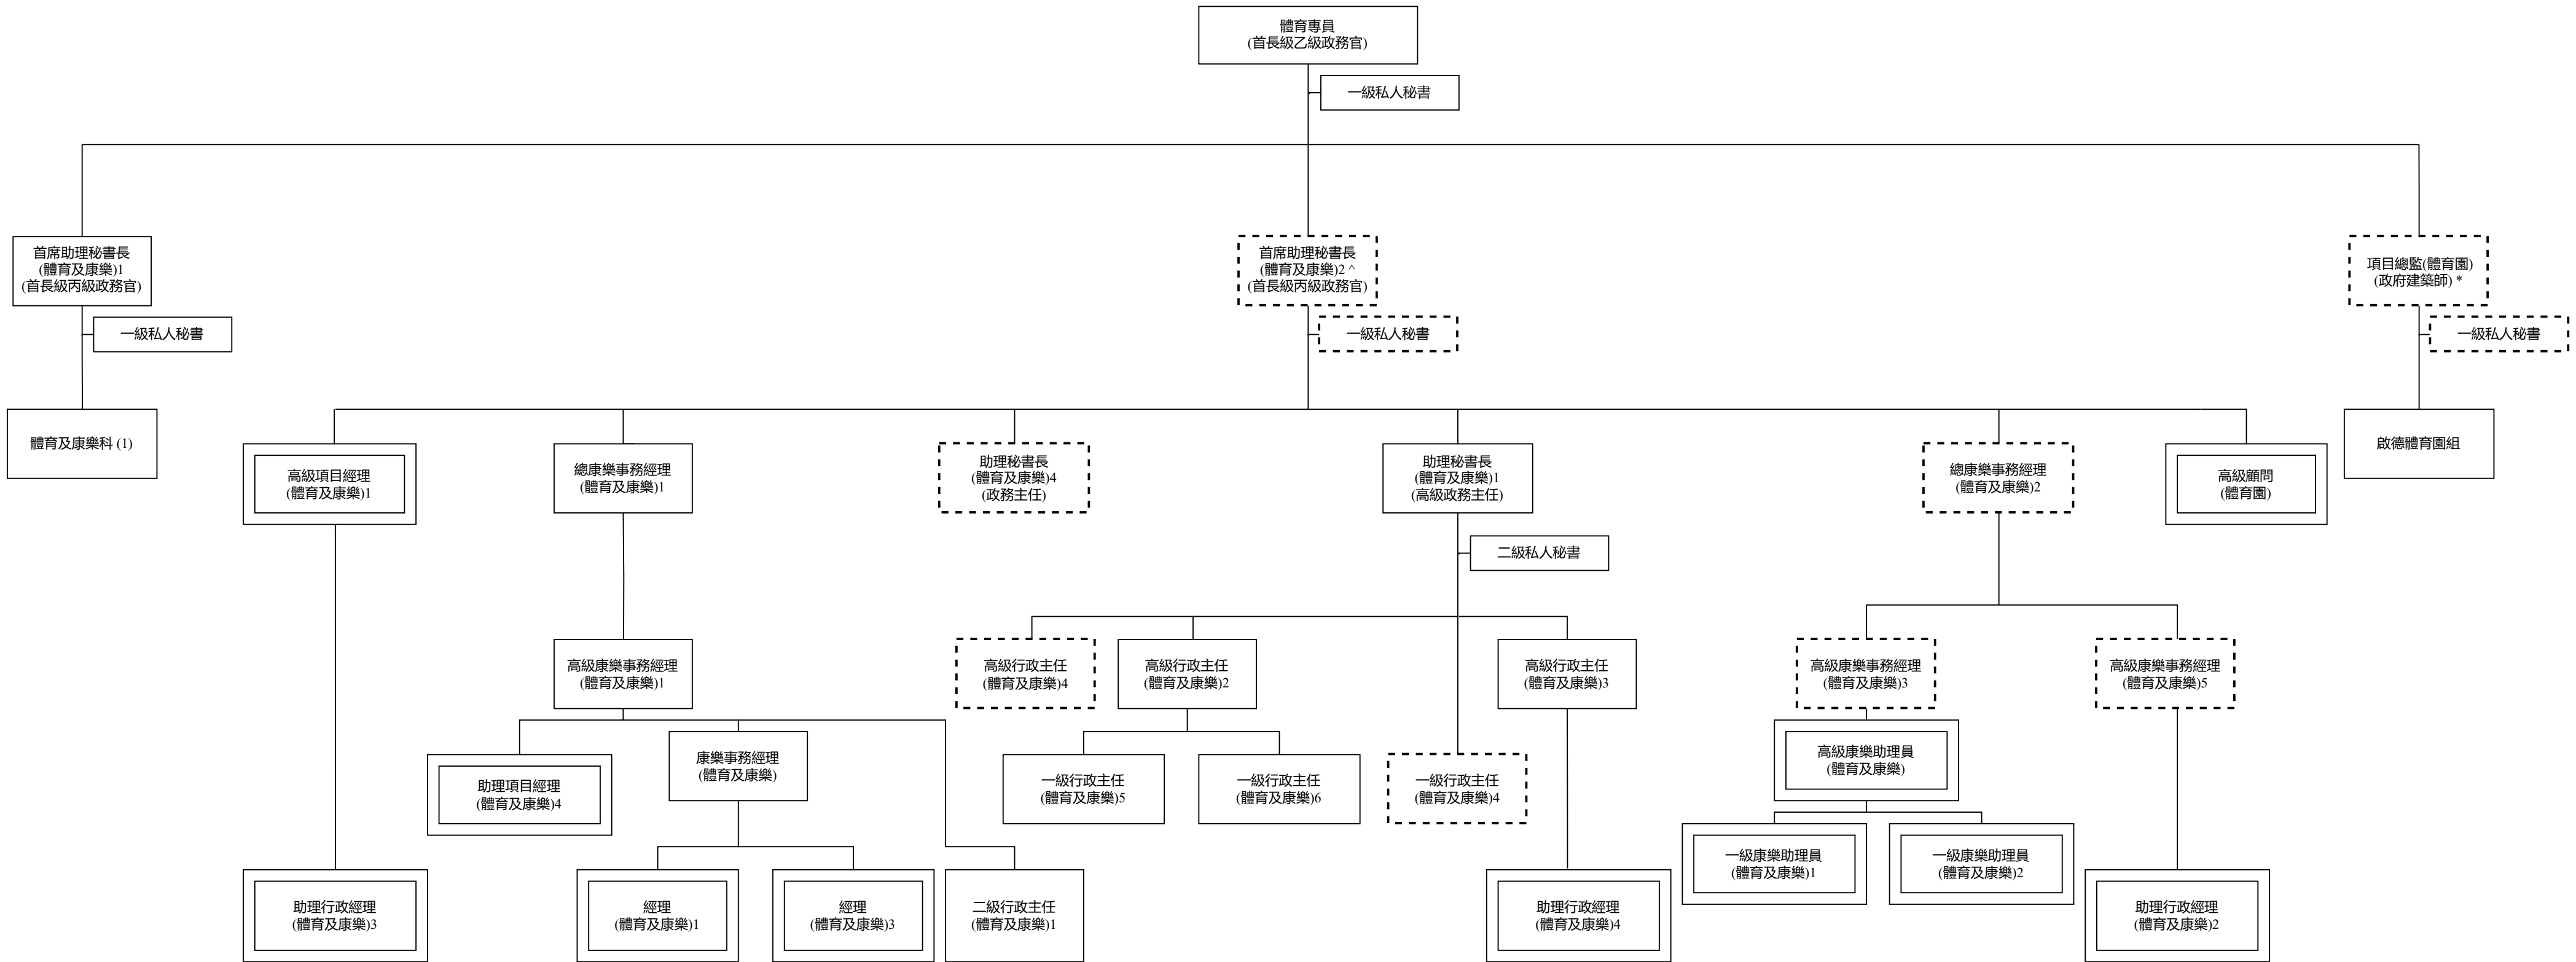 體育專員
(首長級乙級政務官)
一級私人秘書
首席助理秘書長
(體育及康樂)1
(首長級丙級政務官)
首席助理秘書長
(體育及康樂)2 ^
(首長級丙級政務官)
項目總監(體育園)
(政府建築師) *
一級私人秘書
一級私人秘書
一級私人秘書
體育及康樂科 (1)
高級項目經理
(體育及康樂)1
總康樂事務經理
(體育及康樂)1
助理秘書長
(體育及康樂)4
(政務主任)
助理秘書長
(體育及康樂)1
(高級政務主任)
總康樂事務經理
(體育及康樂)2
高級顧問
(體育園)
啟德體育園組
二級私人秘書
高級康樂事務經理
(體育及康樂)1
高級行政主任
(體育及康樂)4
高級行政主任
(體育及康樂)2
高級行政主任
(體育及康樂)3
高級康樂事務經理
(體育及康樂)3
高級康樂事務經理
(體育及康樂)5
助理項目經理
(體育及康樂)4
康樂事務經理
(體育及康樂)
一級行政主任
(體育及康樂)5
一級行政主任
(體育及康樂)6
一級行政主任
(體育及康樂)4
高級康樂助理員
(體育及康樂)
一級康樂助理員
(體育及康樂)1
一級康樂助理員
(體育及康樂)2
助理行政經理
(體育及康樂)3
經理
(體育及康樂)1
經理
(體育及康樂)3
二級行政主任
(體育及康樂)1
助理行政經理
(體育及康樂)4
助理行政經理
(體育及康樂)2